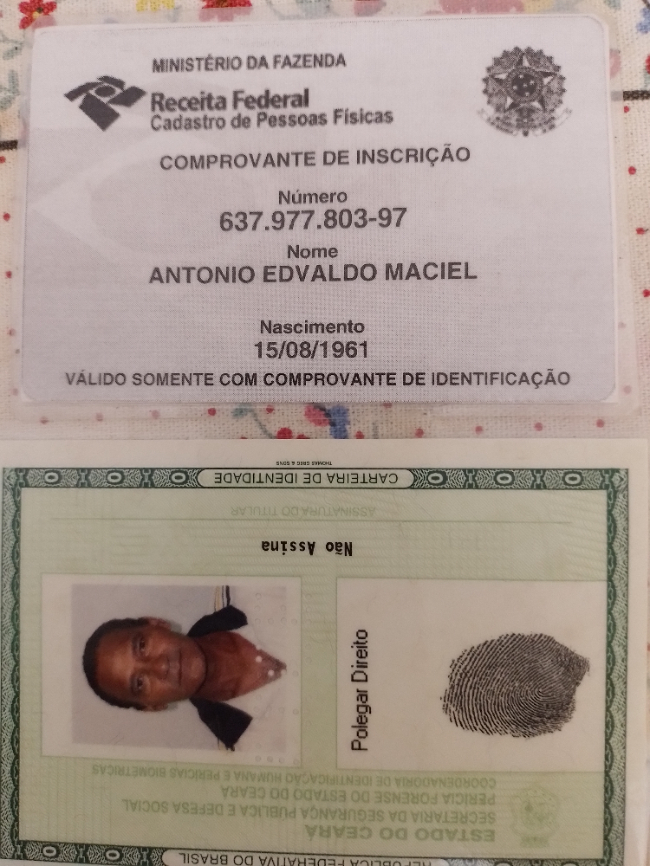 MINISTÉRIO DA FAZENDA
Receita Federal
Cadastro de Pessoas Físicas
COMPROVANTE DE INSCRIÇÃO
Número
637.977.803-97
Nome
ANTONIO EDVALDO MACIEL
Nascimento
15/08/1961
VÁLIDO SOMENTE COM COMPROVANTE DE IDENTIFICAÇÃO
REPÚBLICA FEDERATIVA DO BRASIL
ESTADO DO CEARÁ
SECRETARIA DA SEGURANÇA PÚBLICA E DEFESA SOCIAL
PERÍCIA FORENSE DO ESTADO DO CEARÁ
COORDENADORIA DE IDENTIFICAÇÃO HUMANA E PERÍCIAS BIOMÉTRICAS
Polegar Direito
Não Assina
ASSINATURA DO TITULAR
CARTEIRA DE IDENTIDADE